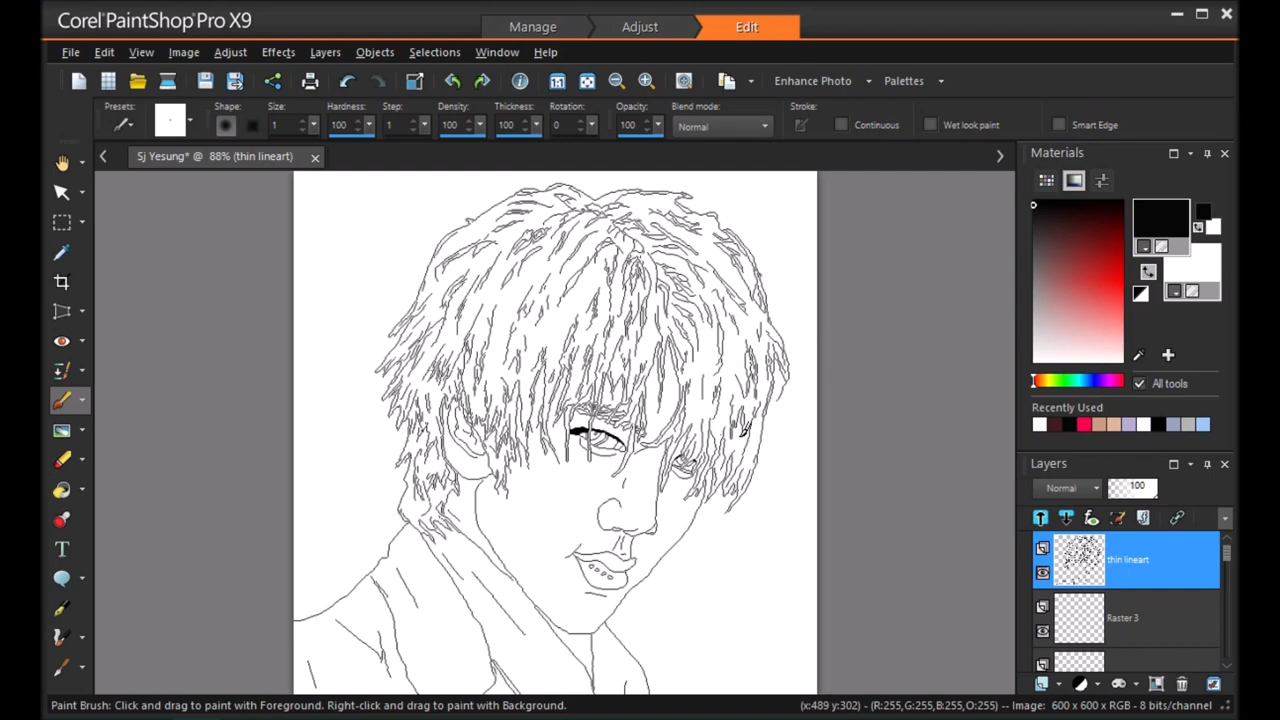 Corel PaintShop Pro X9
Manage Adjust Edit
File Edit View Image Adjust Effects Layers Objects Selections Window Help
Enhance Photo Palettes
Presets: Shape: Size: Hardness: Step: Density: Thickness: Rotation: Opacity: Blend mode: Stroke:
1 100 1 100 100 0 100 Normal Continuous Wet look paint Smart Edge
Sj Yesung* @ 88% (thin lineart)
Materials
All tools
Recently Used
Layers
Normal 100
thin lineart
Raster 3
Paint Brush: Click and drag to paint with Foreground. Right-click and drag to paint with Background.
(x:489 y:302) - (R:255,G:255,B:255,O:255) -- Image: 600 x 600 x RGB - 8 bits/channel